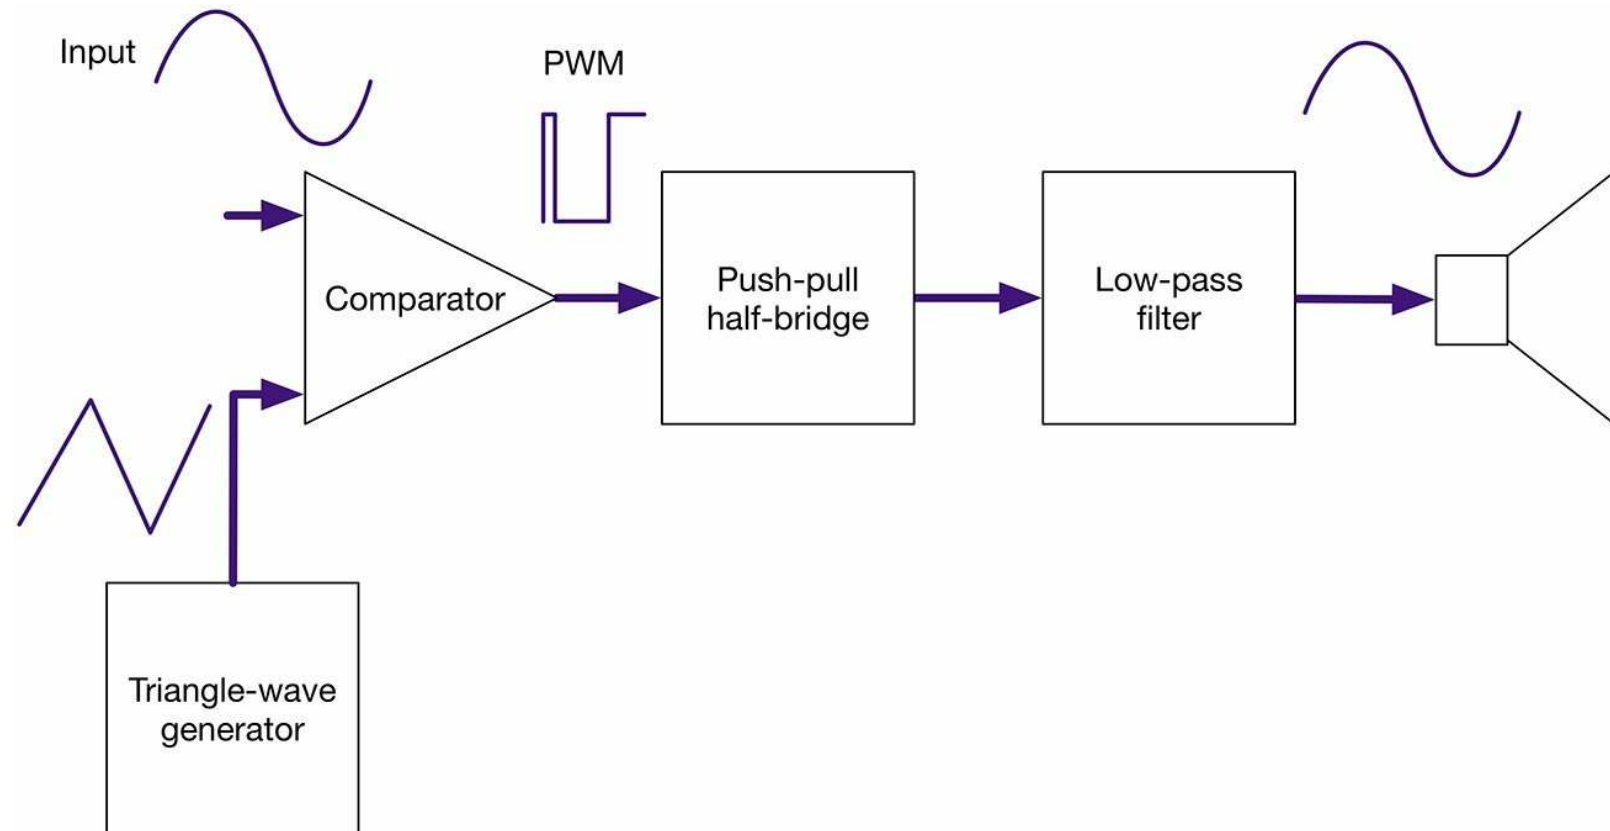 Input
PWM
Comparator
Push-pull
half-bridge
Low-pass
filter
Triangle-wave
generator